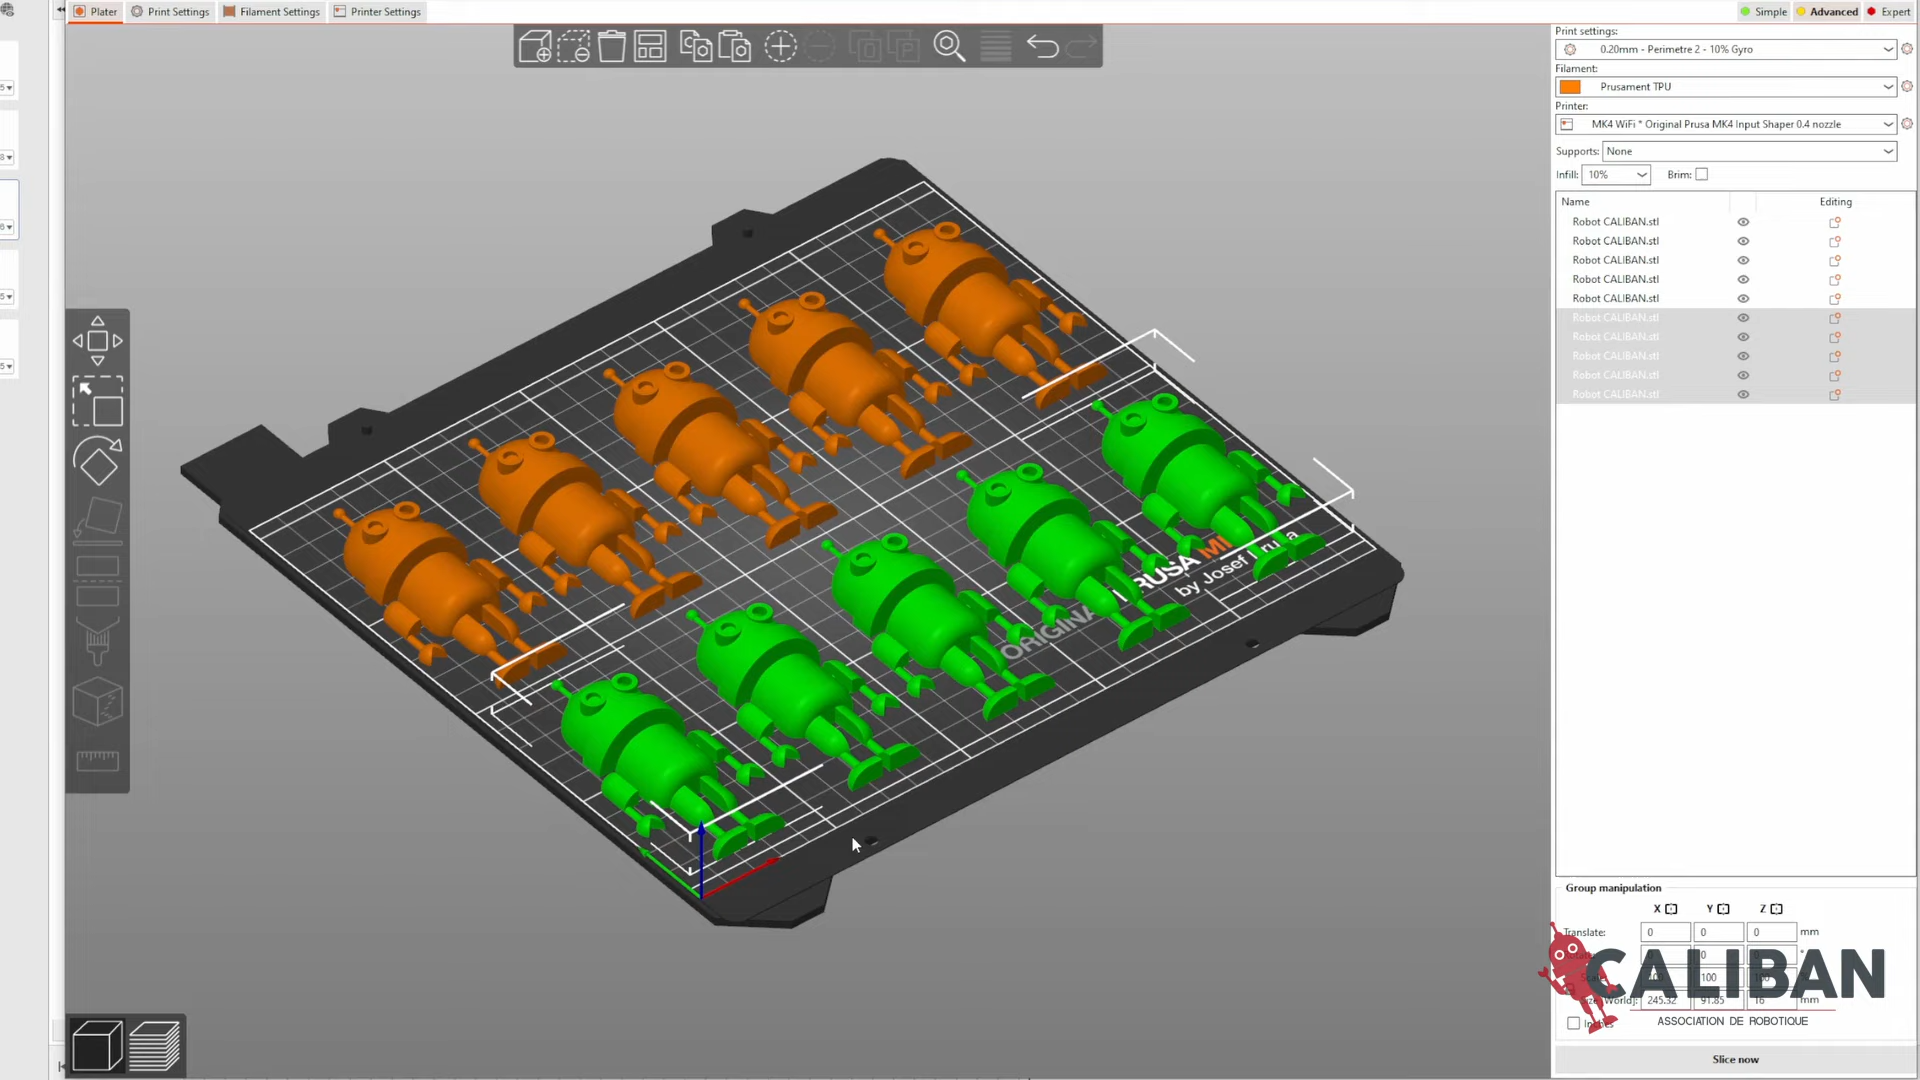 Plater Print Settings Filament Settings Printer Settings
Simple Advanced Expert
Print settings:
0.20mm - Perimetre 2 - 10% Gyro
Filament:
Prusament TPU
Printer:
MK4 WiFi * Original Prusa MK4 Input Shaper 0.4 nozzle
Supports: None
Infill: 10% Brim:
Name Editing
Robot CALIBAN.stl
Robot CALIBAN.stl
Robot CALIBAN.stl
Robot CALIBAN.stl
Robot CALIBAN.stl
Robot CALIBAN.stl
Robot CALIBAN.stl
Robot CALIBAN.stl
Robot CALIBAN.stl
Robot CALIBAN.stl
by Josef
Group manipulation
X Y Z
Translate: 0 0 0 mm
0
100
[World]: 245.32 91.85 16 mm
CALIBAN
ASSOCIATION DE ROBOTIQUE
Slice now